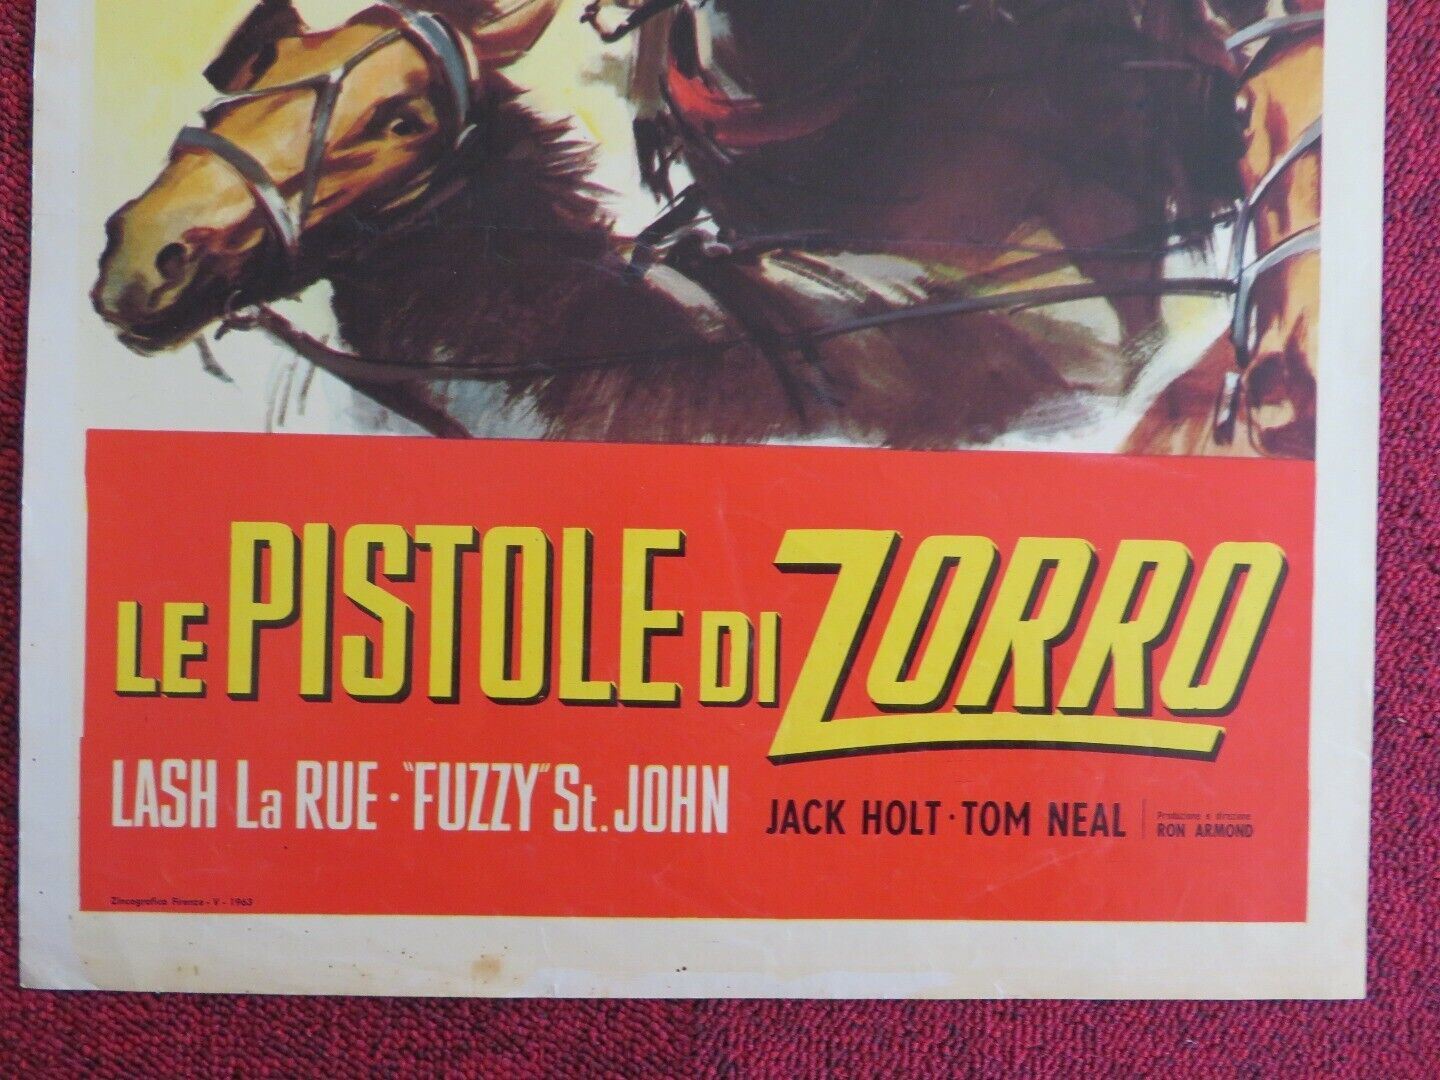 LE PISTOLE DI ZORRO
LASH La RUE · "FUZZY" St. JOHN
JACK HOLT · TOM NEAL
Produzione e direzione
RON ARMOND
Zincografica Firenze - V - 1963